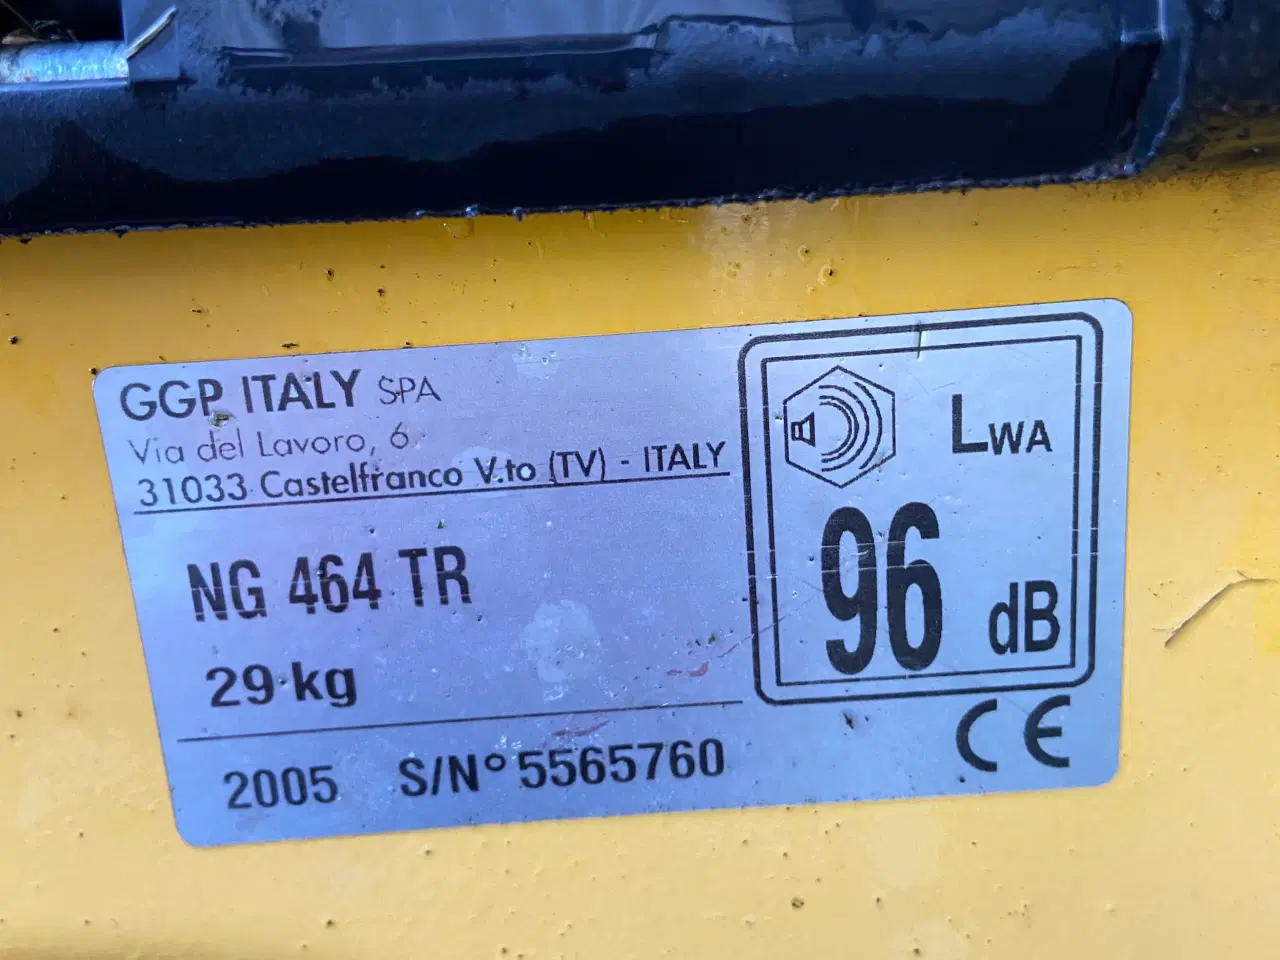 GGP ITALY SPA
Via del Lavoro, 6
31033 Castelfranco V.to (TV) - ITALY
NG 464 TR
29 kg
2005 S/N° 5565760
LWA
96 dB
CE